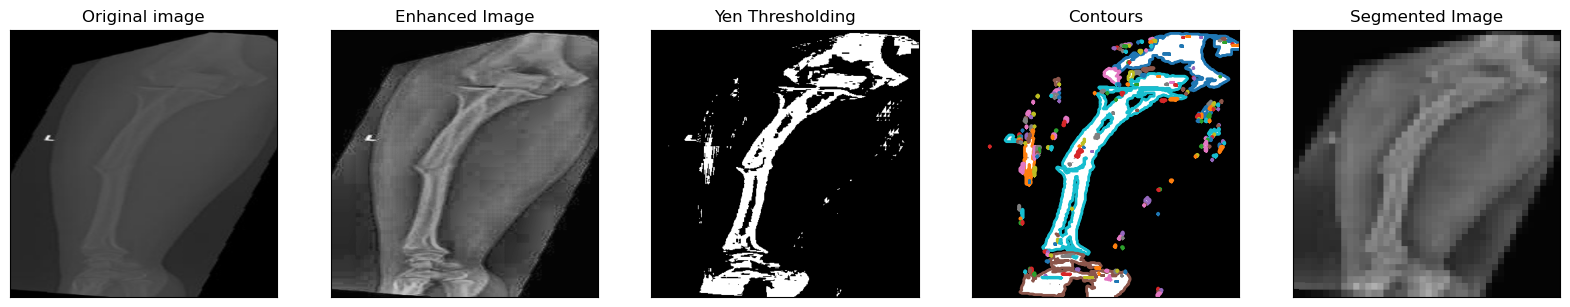 Original image
Enhanced Image
Yen Thresholding
Contours
Segmented Image